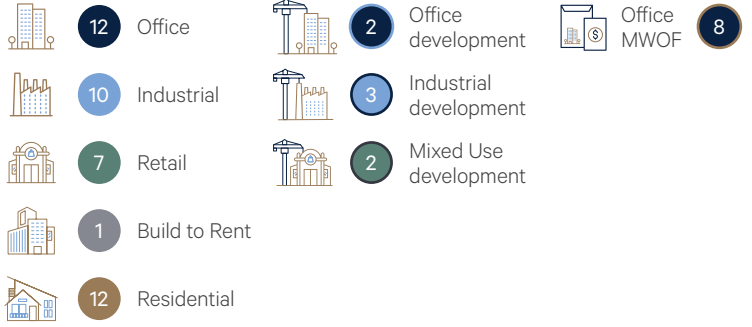 12 Office
10 Industrial
7 Retail
1 Build to Rent
12 Residential
2 Office
development
3 Industrial
development
2 Mixed Use
development
$ Office
MWOF 8